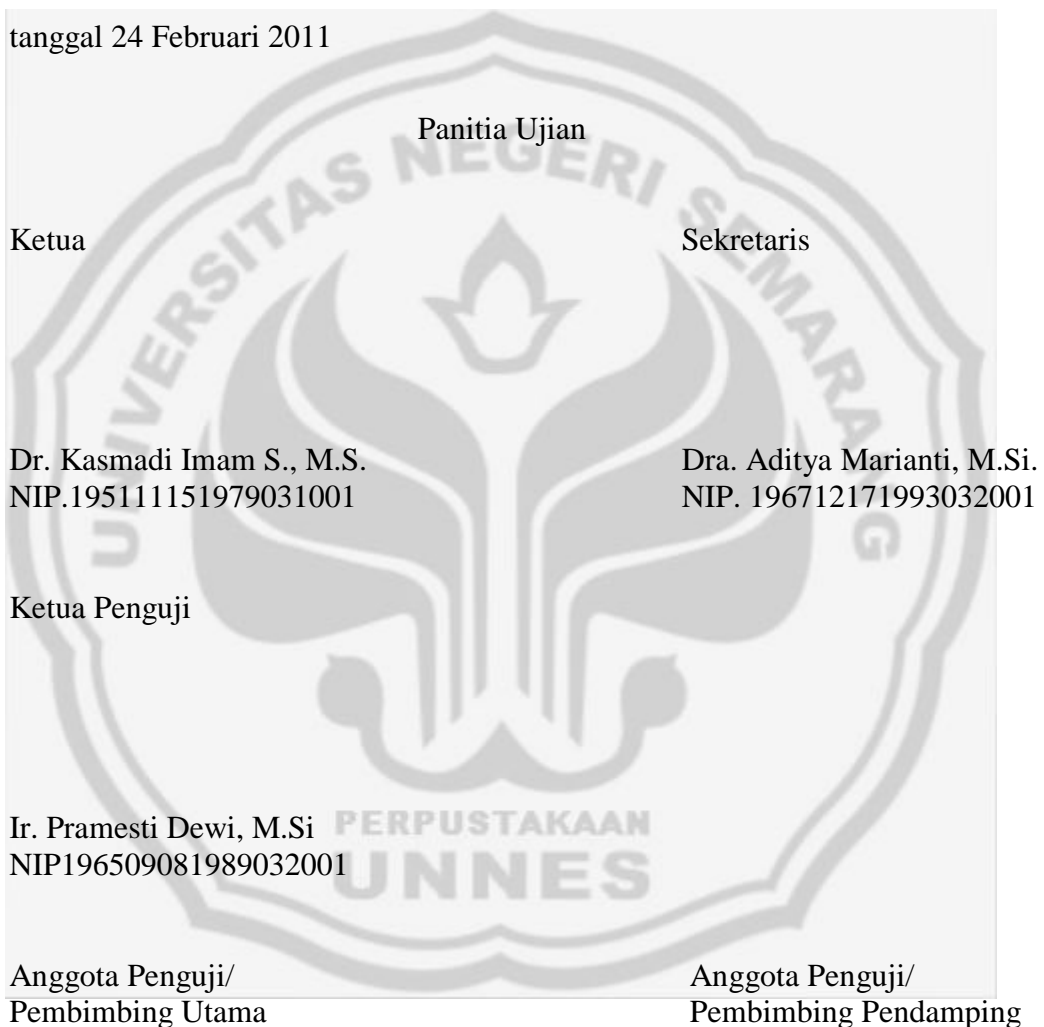 tanggal 24 Februari 2011
Panitia Ujian
Ketua
Sekretaris
Dr. Kasmadi Imam S., M.S.
NIP.195111151979031001
Dra. Aditya Marianti, M.Si.
NIP. 196712171993032001
Ketua Penguji
Ir. Pramesti Dewi, M.Si
NIP196509081989032001
Anggota Penguji/
Pembimbing Utama
Anggota Penguji/
Pembimbing Pendamping
UNIVERSITAS NEGERI SEMARANG
PERPUSTAKAAN
UNNES